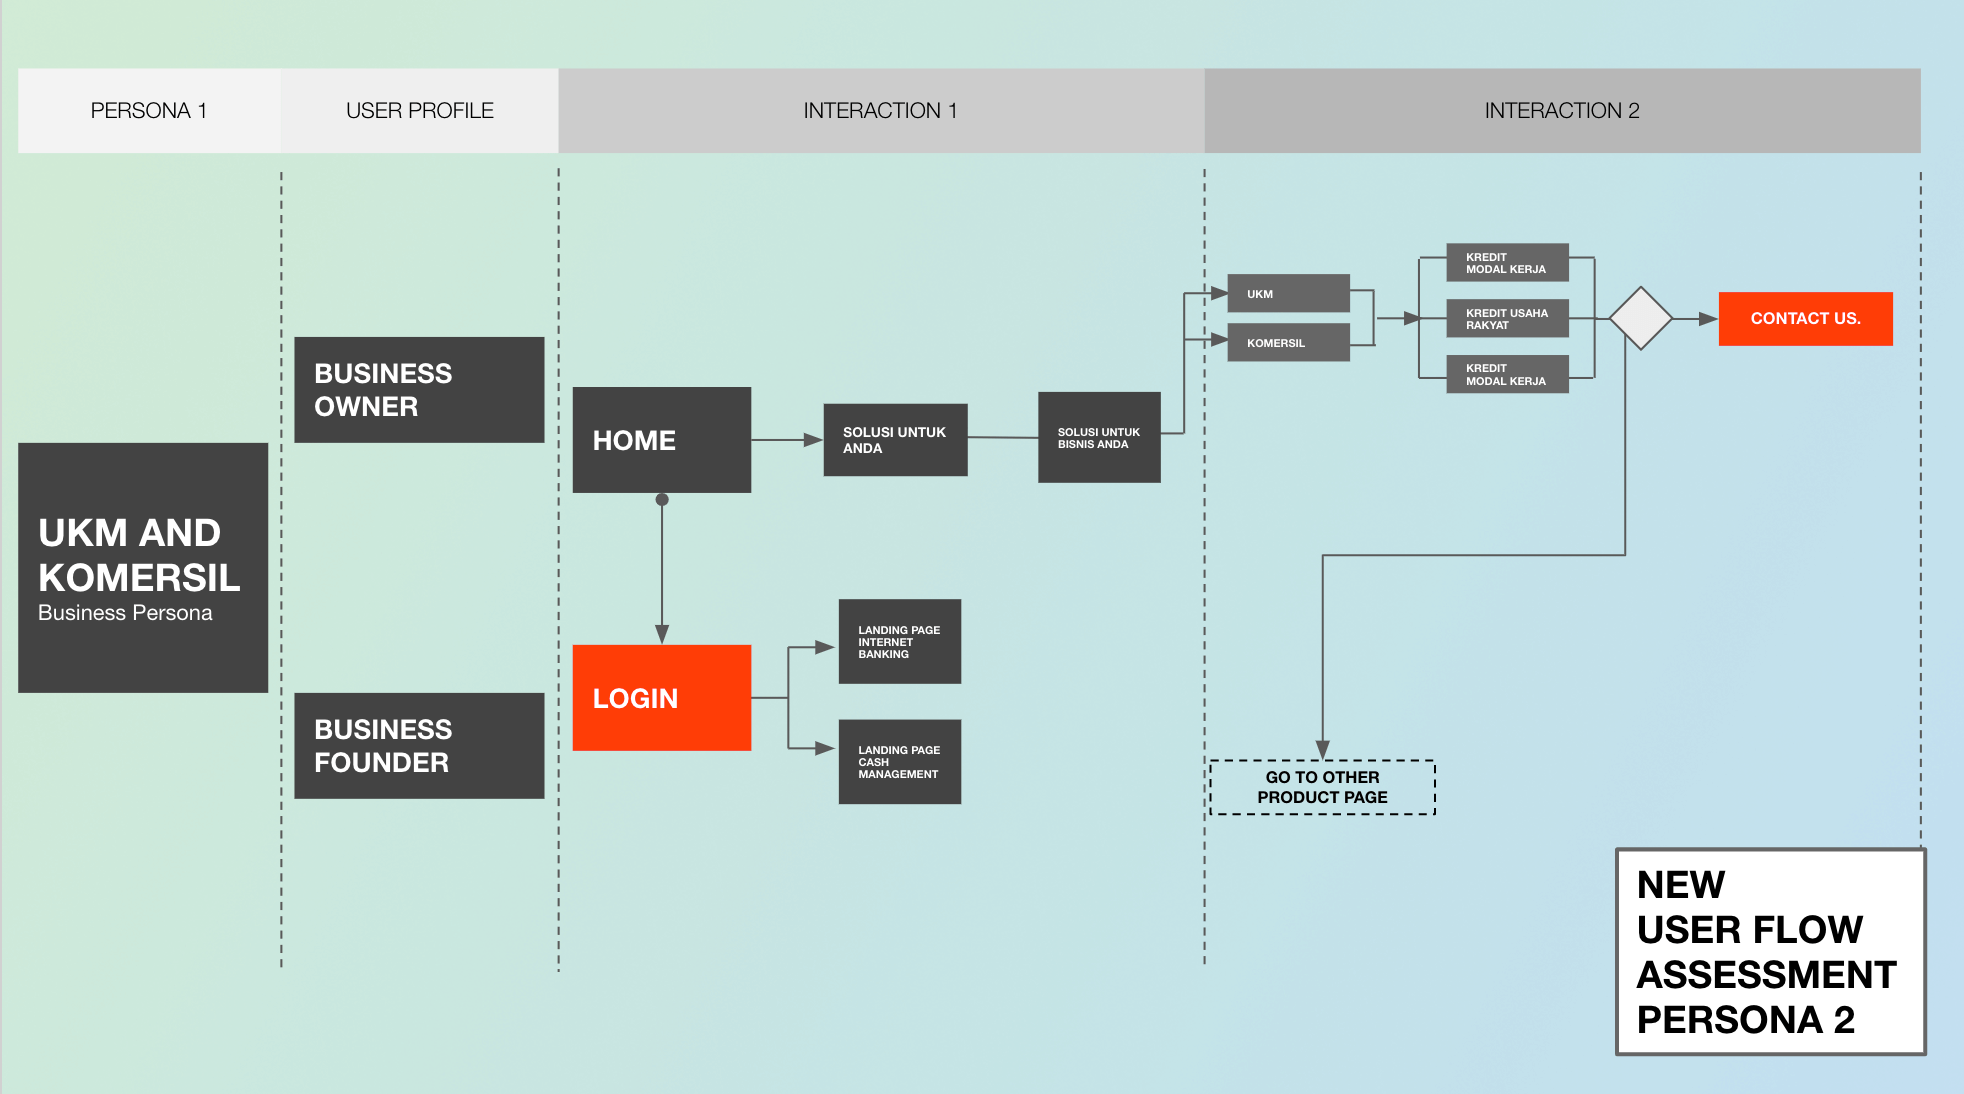 PERSONA 1
USER PROFILE
INTERACTION 1
INTERACTION 2
UKM AND
KOMERSIL
Business Persona
BUSINESS
OWNER
BUSINESS
FOUNDER
HOME
SOLUSI UNTUK
ANDA
SOLUSI UNTUK
BISNIS ANDA
LOGIN
LANDING PAGE
INTERNET
BANKING
LANDING PAGE
CASH
MANAGEMENT
UKM
KOMERSIL
KREDIT
MODAL KERJA
KREDIT USAHA
RAKYAT
KREDIT
MODAL KERJA
CONTACT US.
GO TO OTHER
PRODUCT PAGE
NEW
USER FLOW
ASSESSMENT
PERSONA 2